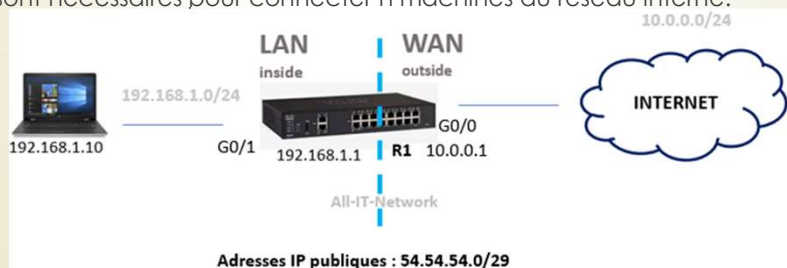 sont nécessaires pour connecter n machines du réseau interne.
10.0.0.0/24
LAN WAN
inside outside
192.168.1.0/24
INTERNET
G0/0
192.168.1.10 G0/1 192.168.1.1 R1 10.0.0.1
All-IT-Network
Adresses IP publiques : 54.54.54.0/29